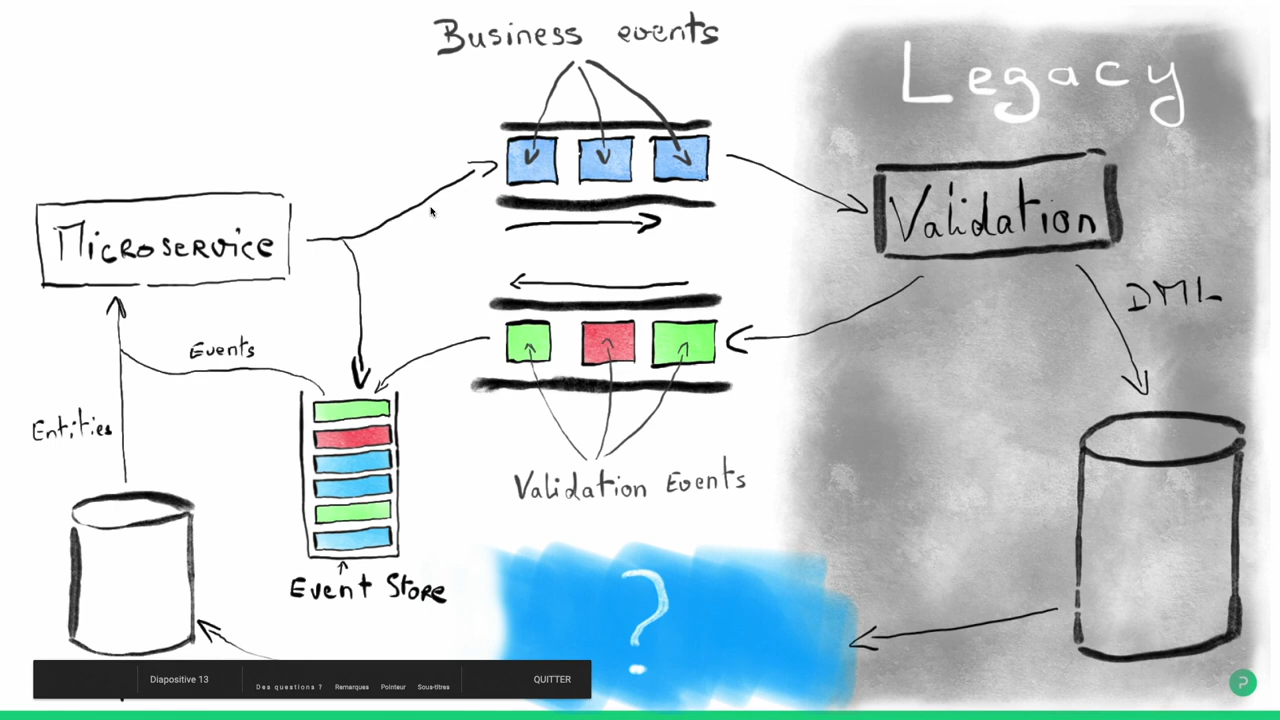 Business events
Legacy
Validation
MICROSERVICE
DML
Events
Entities
Validation Events
Event Store
?
Diapositive 13
Des questions ?
Remarques
Pointeur
Sous-titres
QUITTER